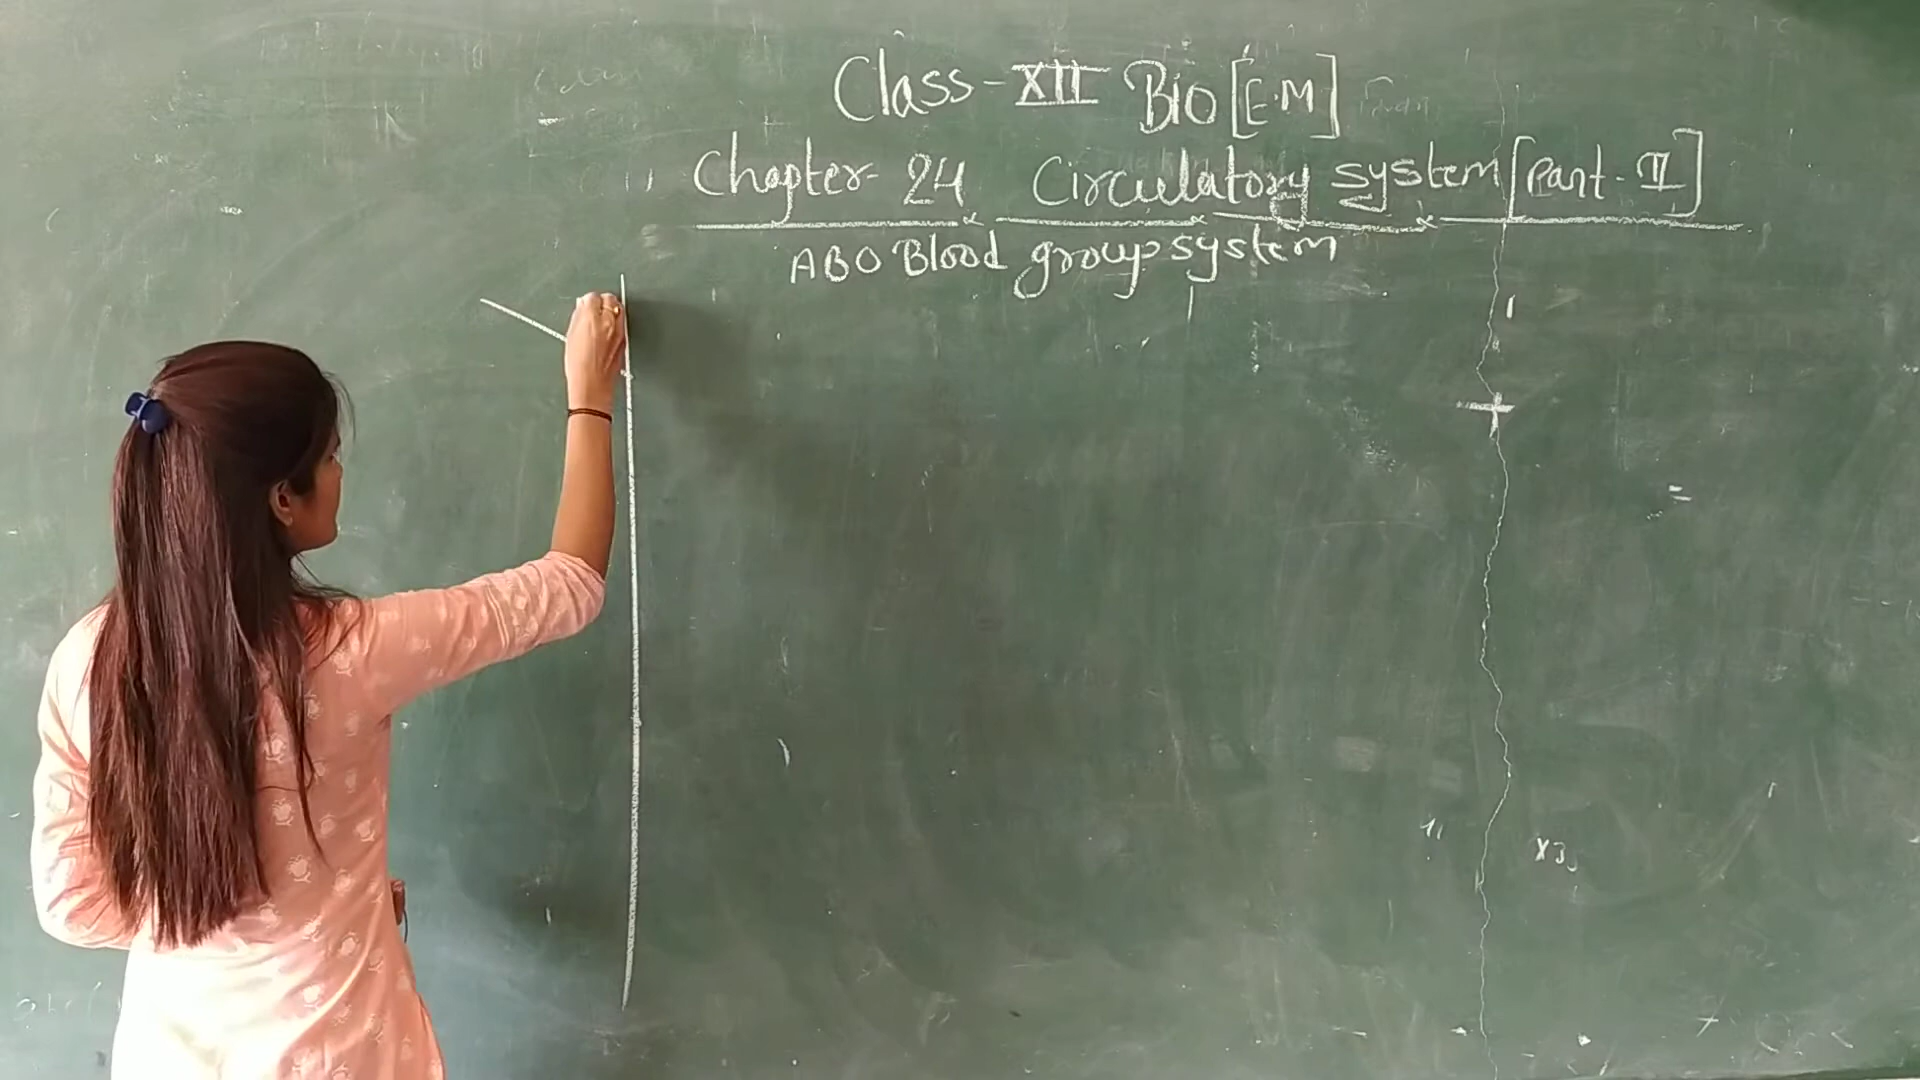 Class-XII Bio [E.M]
Chapter- 24 Circulatory system [Part-II]
ABO Blood group system